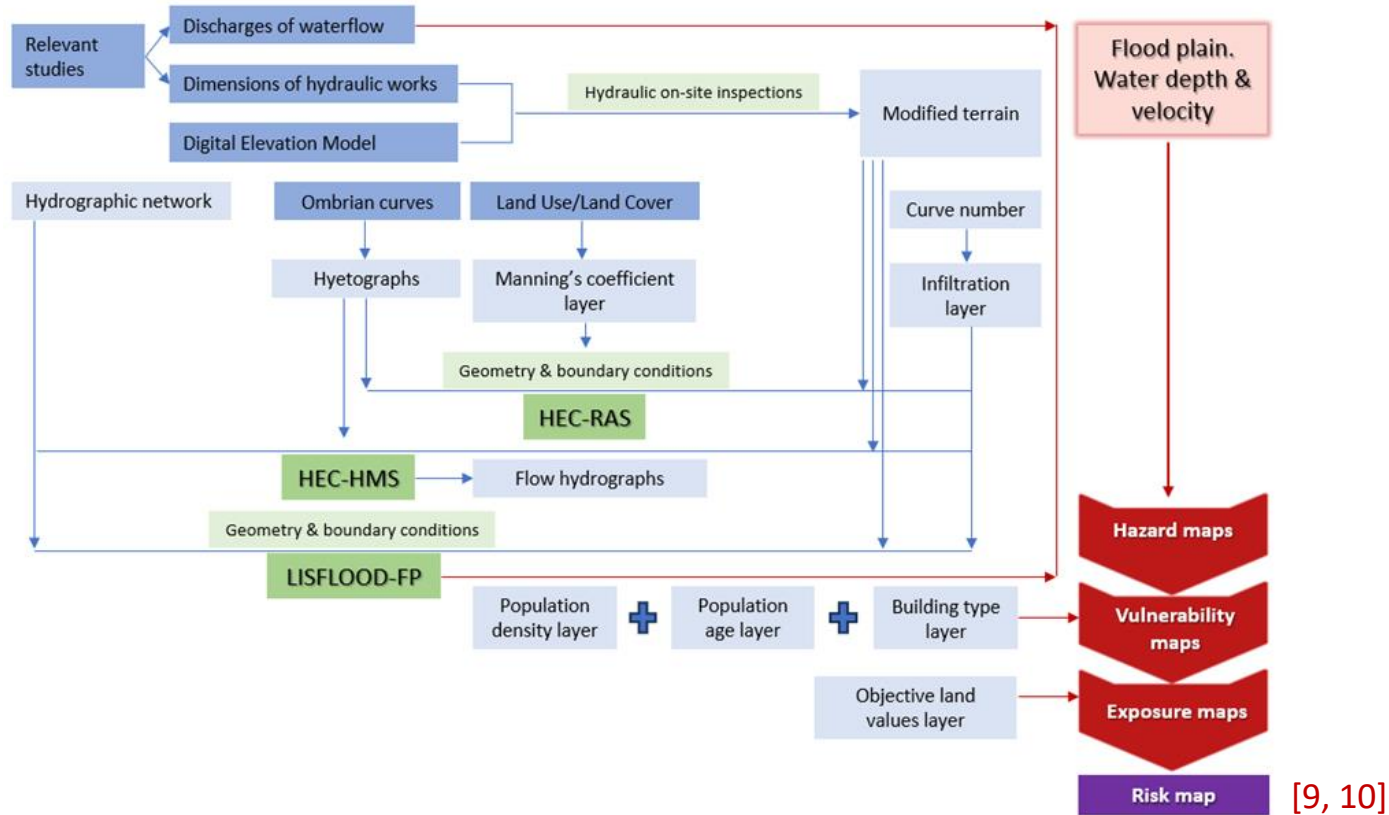 Relevant
studies
Discharges of waterflow
Dimensions of hydraulic works
Digital Elevation Model
Hydraulic on-site inspections
Modified terrain
Flood plain.
Water depth &
velocity
Hydrographic network
Ombrian curves
Land Use/Land Cover
Curve number
Hyetographs
Manning’s coefficient
layer
Infiltration
layer
Geometry & boundary conditions
HEC-RAS
HEC-HMS
Flow hydrographs
Geometry & boundary conditions
LISFLOOD-FP
Hazard maps
Population
density layer
Population
age layer
Building type
layer
Vulnerability
maps
Objective land
values layer
Exposure maps
Risk map
[9, 10]